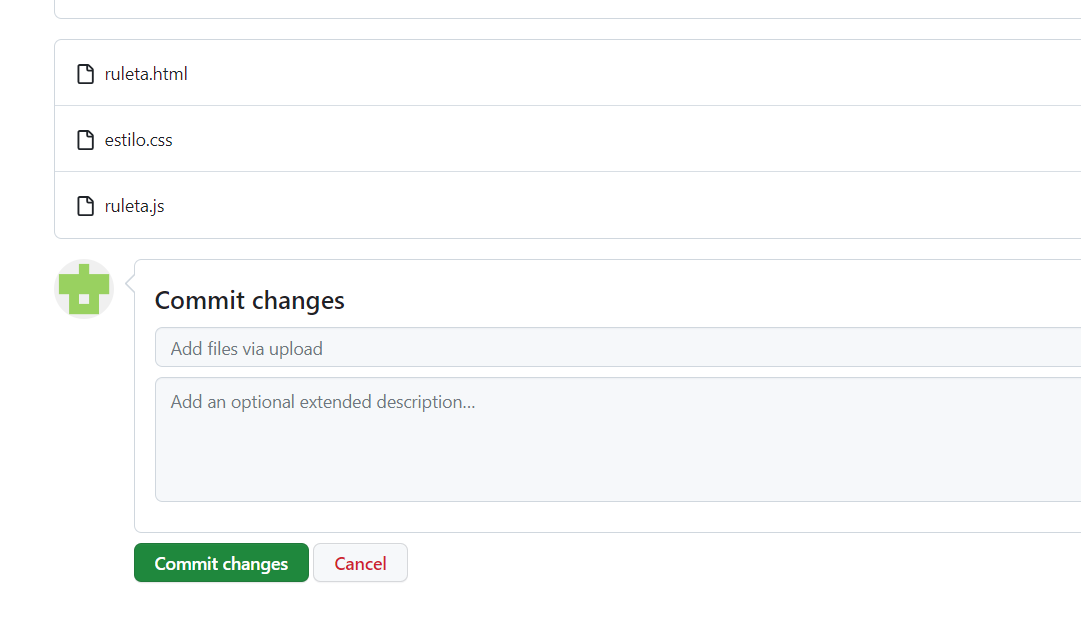 ruleta.html
estilo.css
ruleta.js
Commit changes
Add files via upload
Add an optional extended description...
Commit changes Cancel